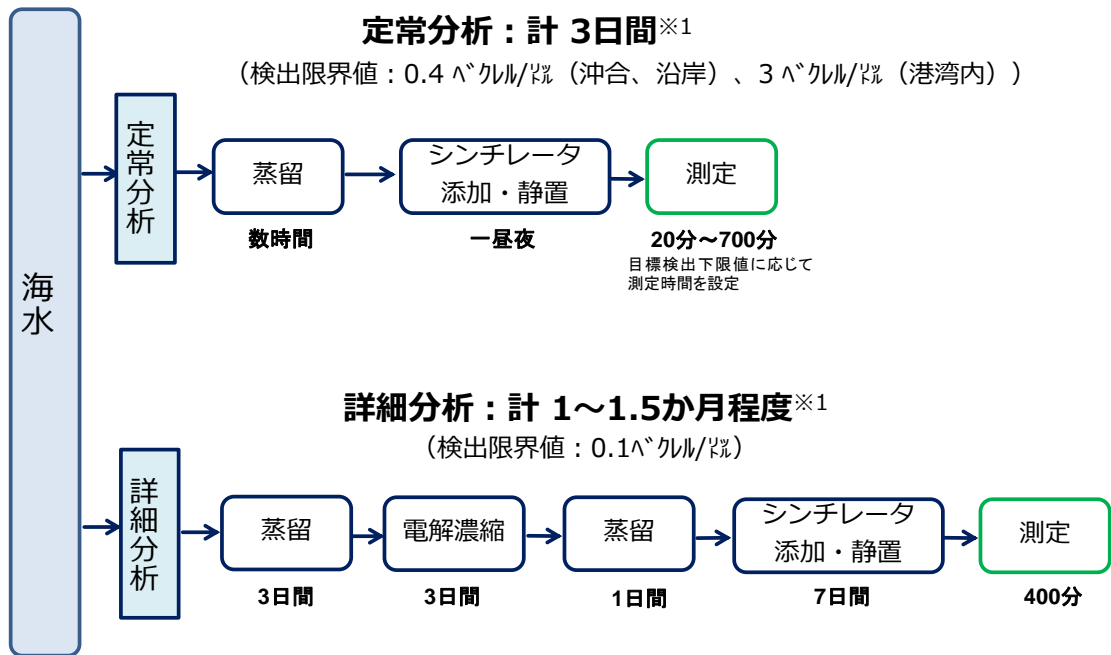 定常分析：計 3日間※1
（検出限界値：0.4 ﾍﾞｸﾚﾙ/ﾘｯﾄﾙ（沖合、沿岸）、3 ﾍﾞｸﾚﾙ/ﾘｯﾄﾙ（港湾内））
海水
定常分析
蒸留
数時間
シンチレータ
添加・静置
一昼夜
測定
20分～700分
目標検出下限値に応じて
測定時間を設定
詳細分析：計 1～1.5か月程度※1
（検出限界値：0.1ﾍﾞｸﾚﾙ/ﾘｯﾄﾙ）
詳細分析
蒸留
3日間
電解濃縮
3日間
蒸留
1日間
シンチレータ
添加・静置
7日間
測定
400分